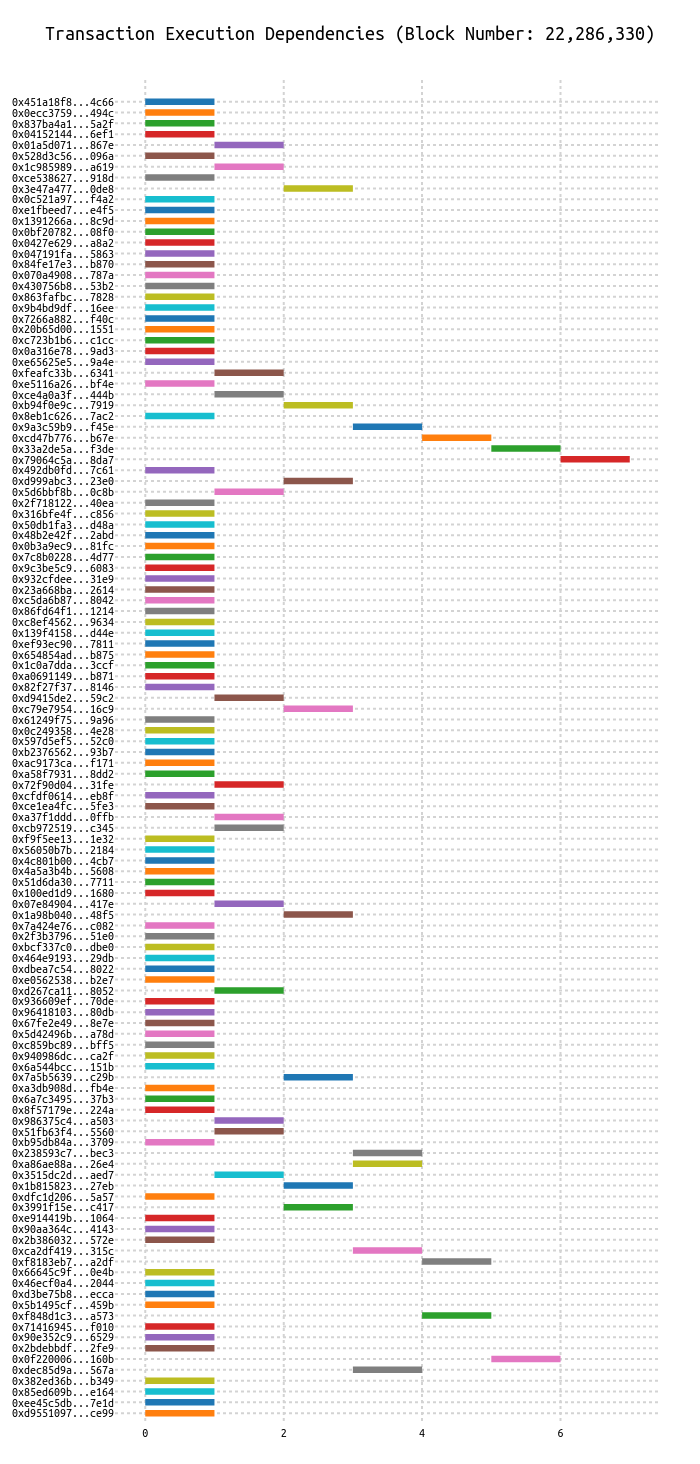 Transaction Execution Dependencies (Block Number: 22,286,330)
0x451a18f8...4c66
0x0ecc3759...494c
0x837ba4a1...5a2f
0x04152144...6ef1
0x01a5d071...867e
0x528d3c56...096a
0x1c985989...a619
0xce538627...918d
0x3e47a477...0de8
0x0c521a97...f4a2
0xe1fbeed7...e4f5
0x1391266a...8c9d
0x0bf20782...08f0
0x0427e629...a8a2
0x047191fa...5863
0x84fe17e3...b870
0x070a4908...787a
0x430756b8...53b2
0x863fafbc...7828
0x9b4bd9df...16ee
0x7266a882...f40c
0x20b65d00...1551
0xc723b1b6...c1cc
0x0a316e78...9ad3
0xe65625e5...9a4e
0xfeafc33b...6341
0xe5116a26...bf4e
0xce4a0a3f...444b
0xb94f0e9c...7919
0x8eb1c626...7ac2
0x9a3c59b9...f45e
0xcd47b776...b67e
0x33a2de5a...f3de
0x79064c5a...8da7
0x492db0fd...7c61
0xd999abc3...23e0
0x5d6bbf8b...0c8b
0x2f718122...40ea
0x316bfe4f...c856
0x50db1fa3...d48a
0x48b2e42f...2abd
0x0b3a9ec9...81fc
0x7c8b0228...4d77
0x9c3be5c9...6083
0x932cfdee...31e9
0x23a668ba...2614
0xc5da6b87...8042
0x86fd64f1...1214
0xc8ef4562...9634
0x139f4158...d44e
0xef93ec90...7811
0x654854ad...b875
0x1c0a7dda...3ccf
0xa0691149...b871
0x82f27f37...8146
0xd9415de2...59c2
0xc79e7954...16c9
0x61249f75...9a96
0x0c249358...4e28
0x597d5ef5...52c0
0xb2376562...93b7
0xac9173ca...f171
0xa58f7931...8dd2
0x72f90d04...31fe
0xcfdf0614...eb8f
0xce1ea4fc...5fe3
0xa37f1ddd...0ffb
0xcb972519...c345
0xf9f5ee13...1e32
0x56050b7b...2184
0x4c801b00...4cb7
0x4a5a3b4b...5608
0x51d6da30...7711
0x100ed1d9...1680
0x07e84904...417e
0x1a98b040...48f5
0x7a424e76...c082
0x2f3b3796...51e0
0xbcf337c0...dbe0
0x464e9193...29db
0xdbea7c54...8022
0xe0562538...b2e7
0xd267ca11...8052
0x936609ef...70de
0x96418103...80db
0x67fe2e49...8e7e
0x5d42496b...a78d
0xc859bc89...bff5
0x940986dc...ca2f
0x6a544bcc...151b
0x7a5b5639...c29b
0xa3db908d...fb4e
0x6a7c3495...37b3
0x8f57179e...224a
0x986375c4...a503
0x51fb63f4...5560
0xb95db84a...3709
0x238593c7...bec3
0xa86ae88a...26e4
0x3515dc2d...aed7
0x1b815823...27eb
0xdfc1d206...5a57
0x3991f15e...c417
0xe914419b...1064
0x90aa364c...4143
0x2b386032...572e
0xca2df419...315c
0xf8183eb7...a2df
0x66645c9f...0e4b
0x46ecf0a4...2044
0xd3be75b8...ecca
0x5b1495cf...459b
0xf848d1c3...a573
0x71416945...f010
0x90e352c9...6529
0x2bdebbdf...2fe9
0x0f220006...160b
0xdec85d9a...567a
0x382ed36b...b349
0x85ed609b...e164
0xee45c5db...7e1d
0xd9551097...ce99
0 2 4 6